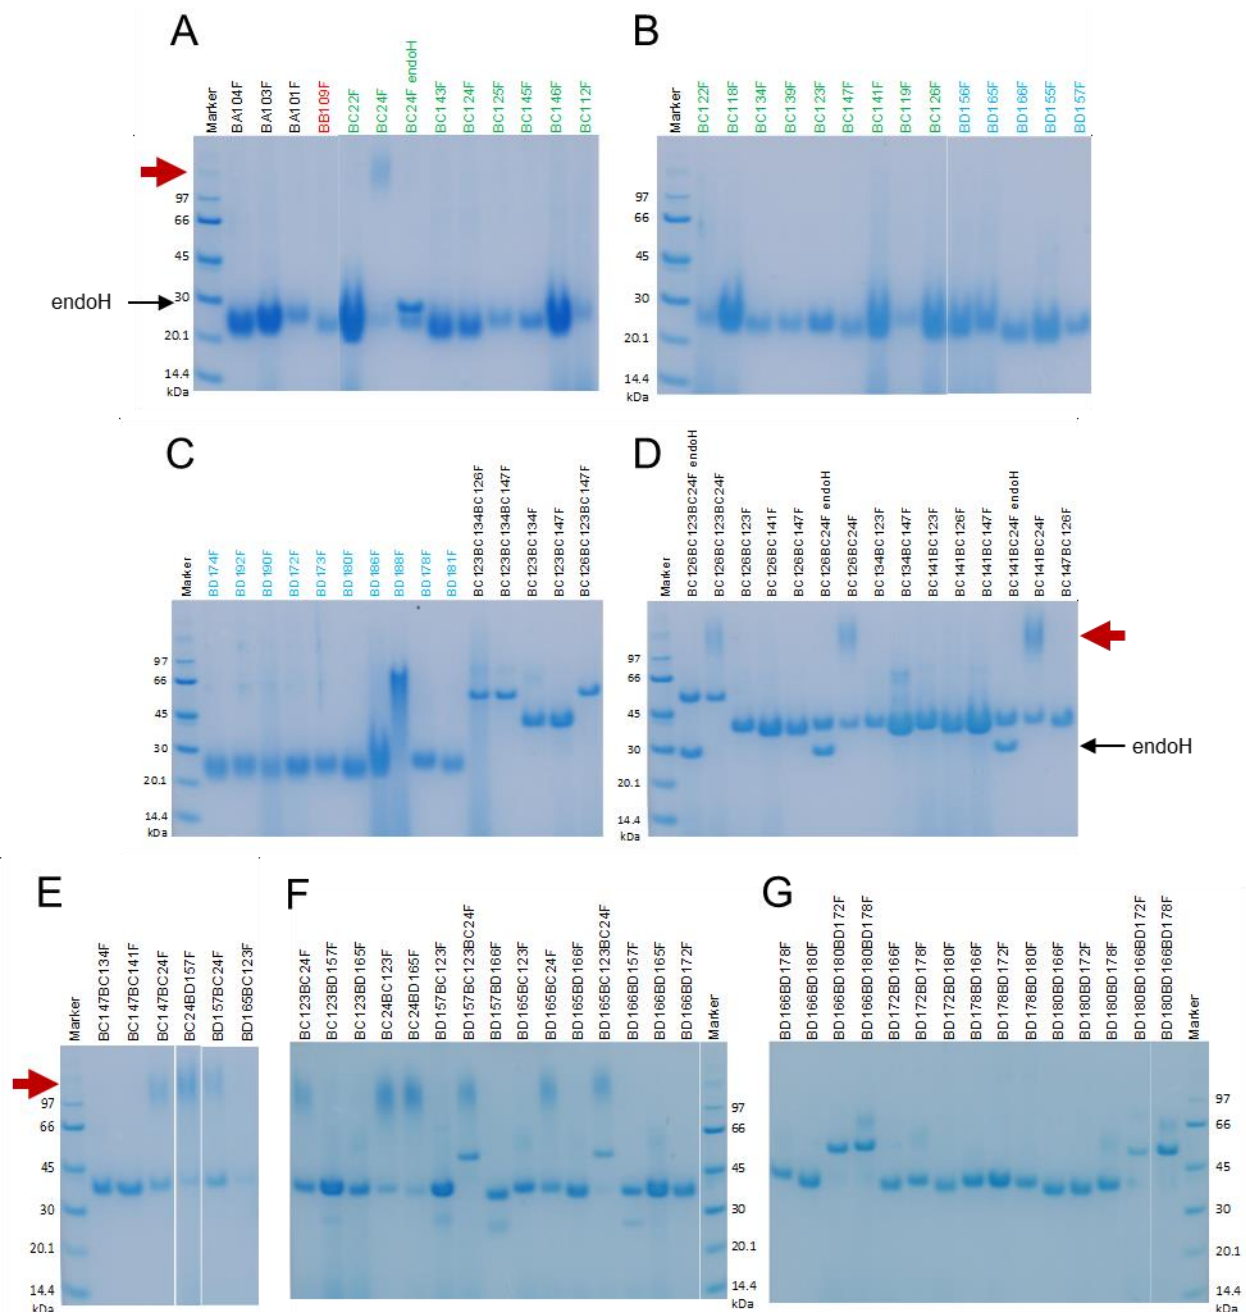 A
Marker
BA104F
BA103F
BA101F
BB109F
BC22F
BC24F
BC24F endoH
BC143F
BC124F
BC125F
BC145F
BC146F
BC112F
97
66
45
endoH
30
20.1
14.4
kDa
B
Marker
BC122F
BC118F
BC134F
BC139F
BC123F
BC147F
BC141F
BC119F
BC126F
BD156F
BD165F
BD166F
BD155F
BD157F
97
66
45
30
20.1
14.4
kDa
C
Marker
BD174F
BD192F
BD190F
BD172F
BD173F
BD180F
BD186F
BD188F
BD178F
BD181F
BC123BC134BC126F
BC123BC134BC147F
BC123BC134F
BC123BC147F
BC126BC123BC147F
97
66
45
30
20.1
14.4
kDa
D
Marker
BC126BC123BC24F endoH
BC126BC123BC24F
BC126BC123F
BC126BC141F
BC126BC147F
BC126BC24F endoH
BC126BC24F
BC134BC123F
BC134BC147F
BC141BC123F
BC141BC126F
BC141BC147F
BC141BC24F endoH
BC141BC24F
BC147BC126F
97
66
45
30
20.1
14.4
kDa
endoH
E
Marker
BC147BC134F
BC147BC141F
BC147BC24F
BC24BD157F
BD157BC24F
BD165BC123F
97
66
45
30
20.1
14.4
kDa
F
BC123BC24F
BC123BD157F
BC123BD165F
BC24BC123F
BC24BD165F
BD157BC123F
BD157BC123BC24F
BD157BD166F
BD165BC123F
BD165BC24F
BD165BD166F
BD165BC123BC24F
BD166BD157F
BD166BD165F
BD166BD172F
Marker
97
66
45
30
20.1
14.4
kDa
G
BD166BD178F
BD166BD180F
BD166BD180BD172F
BD166BD180BD178F
BD172BD166F
BD172BD178F
BD172BD180F
BD178BD166F
BD178BD172F
BD178BD180F
BD180BD166F
BD180BD172F
BD180BD178F
BD180BD166BD172F
BD180BD166BD178F
Marker
97
66
45
30
20.1
14.4
kDa